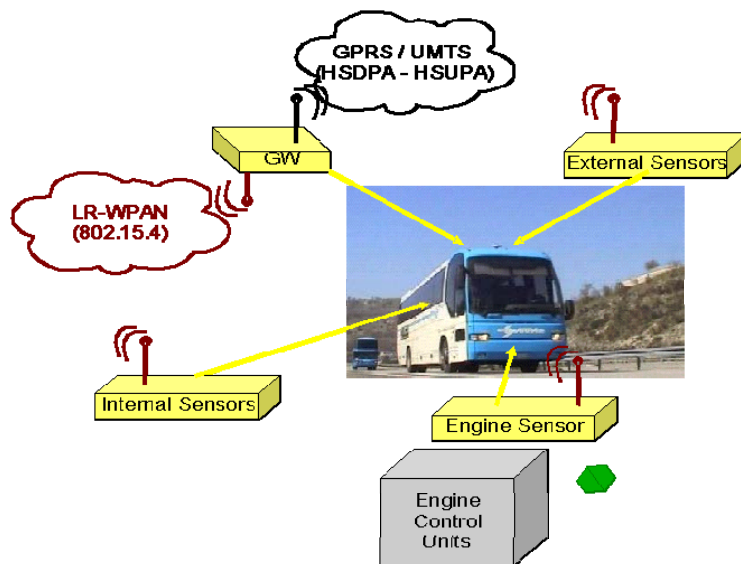 GPRS / UMTS
(HSDPA - HSUPA)
GW
External Sensors
LR-WPAN
(802.15.4)
Internal Sensors
Engine Sensor
Engine
Control
Units